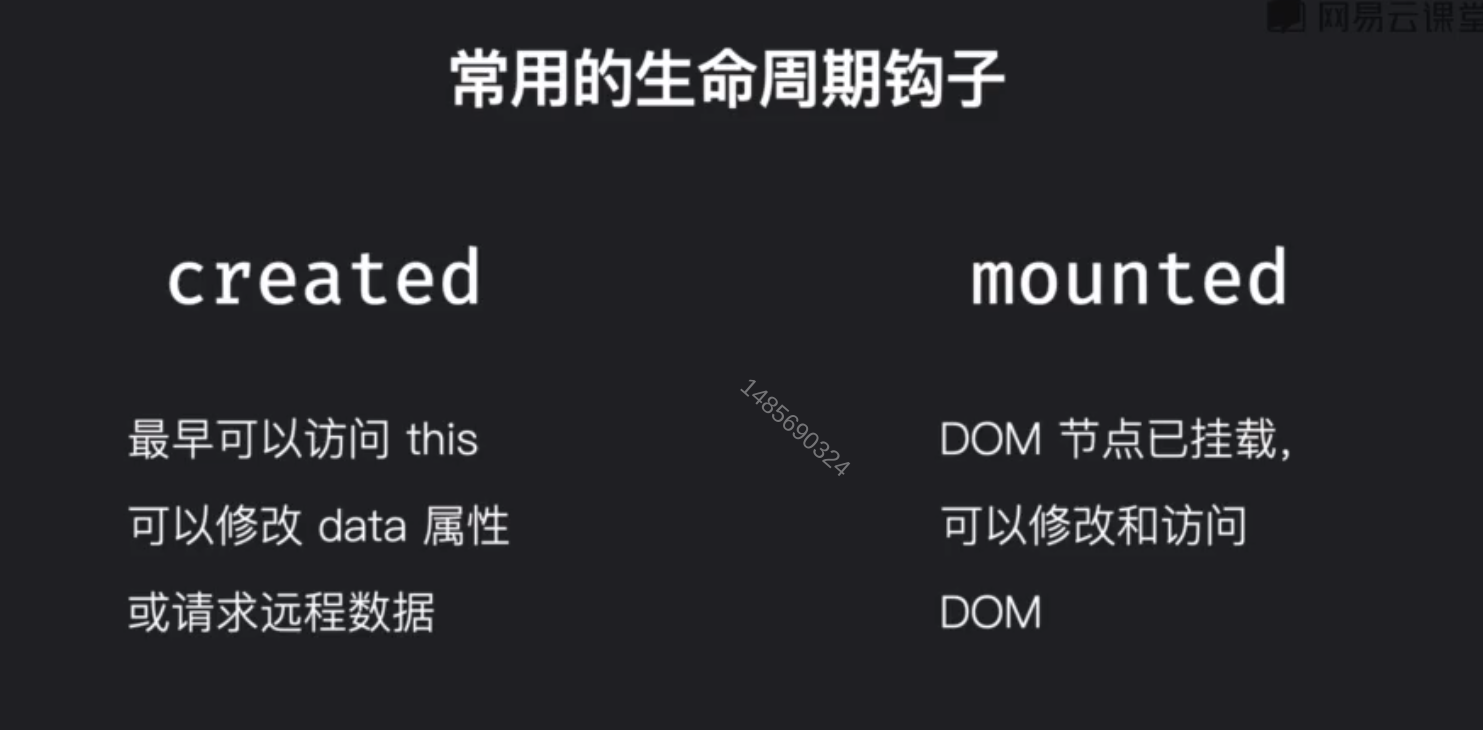 网易云课堂
常用的生命周期钩子
created
最早可以访问 this
可以修改 data 属性
或请求远程数据
mounted
DOM 节点已挂载，
可以修改和访问
DOM
1485690324